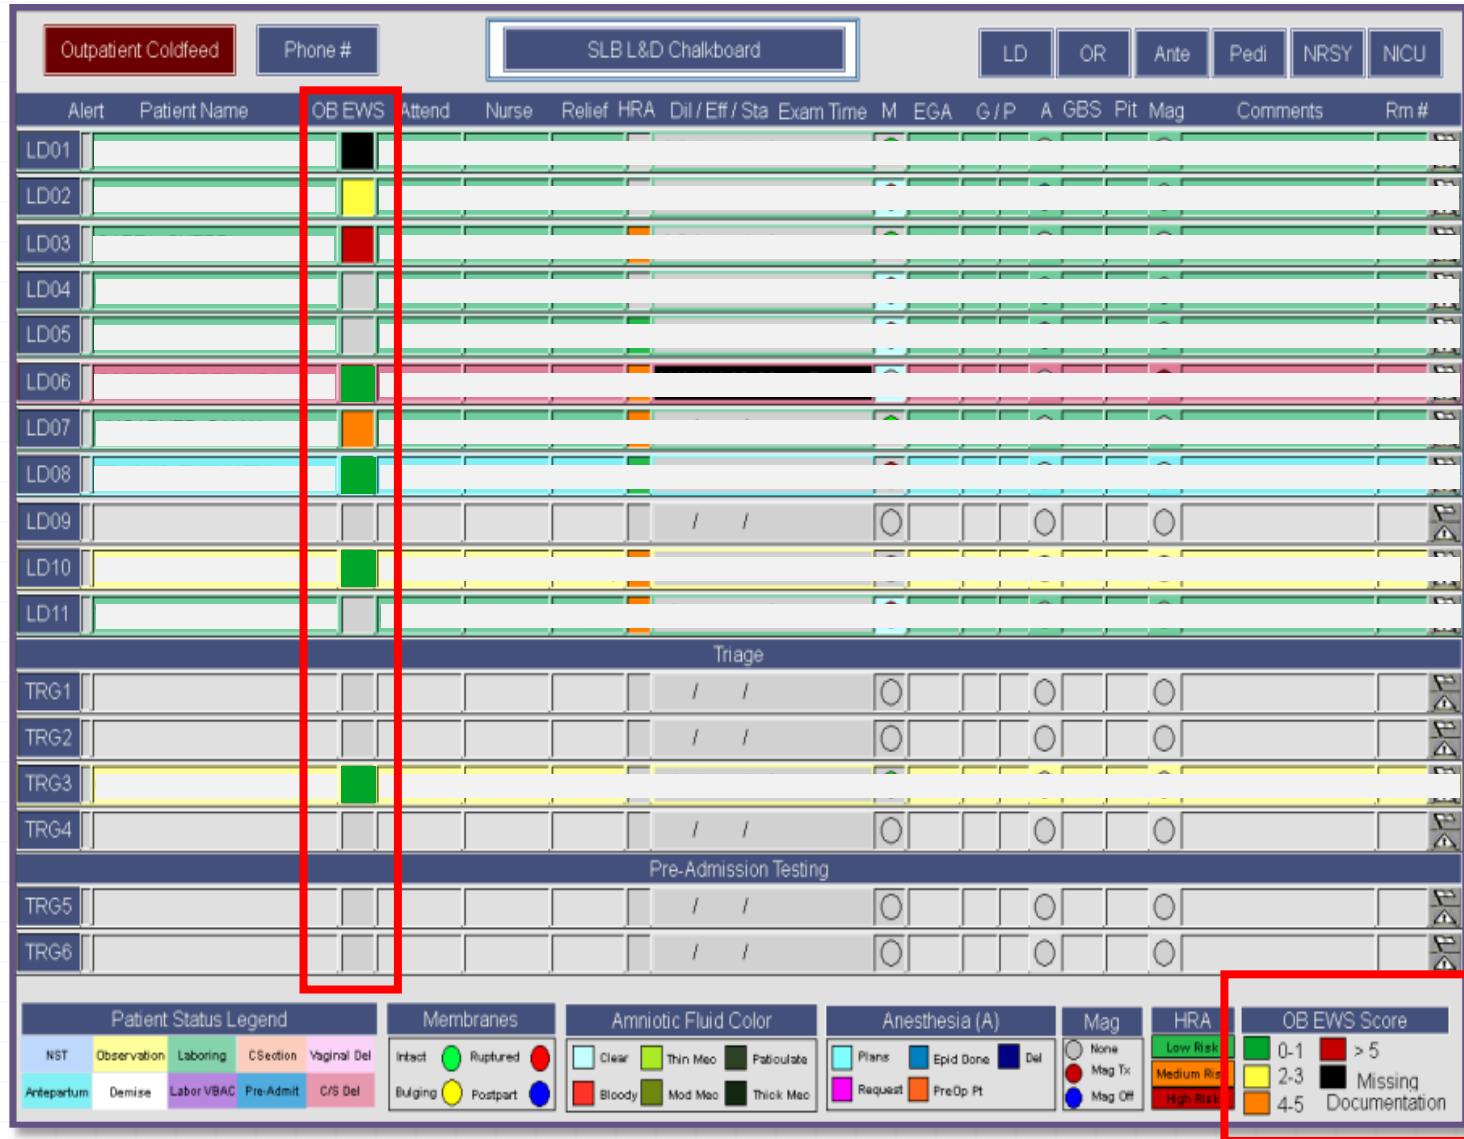 Outpatient Coldfeed Phone # SLB L&D Chalkboard LD OR Ante Pedi NRSY NICU
Alert Patient Name OB EWS Attend Nurse Relief HRA Dil / Eff / Sta Exam Time M EGA G / P A GBS Pit Mag Comments Rm #
LD01
LD02
LD03
LD04
LD05
LD06
LD07
LD08
LD09 / /
LD10
LD11
Triage
TRG1 / /
TRG2 / /
TRG3
TRG4 / /
Pre-Admission Testing
TRG5 / /
TRG6 / /
Patient Status Legend
NST Observation Laboring CSection Vaginal Del
Antepartum Demise Labor VBAC Pre-Admit C/S Del
Membranes
Intact Ruptured
Bulging Postpart
Amniotic Fluid Color
Clear Thin Mec Paticulate
Bloody Mod Mec Thick Mec
Anesthesia (A)
Plans Epid Done Del
Request PreOp Pt
Mag
None
Mag Tx
Mag Off
HRA
Low Risk
Medium Ris
High Risk
OB EWS Score
0-1 > 5
2-3 Missing
4-5 Documentation